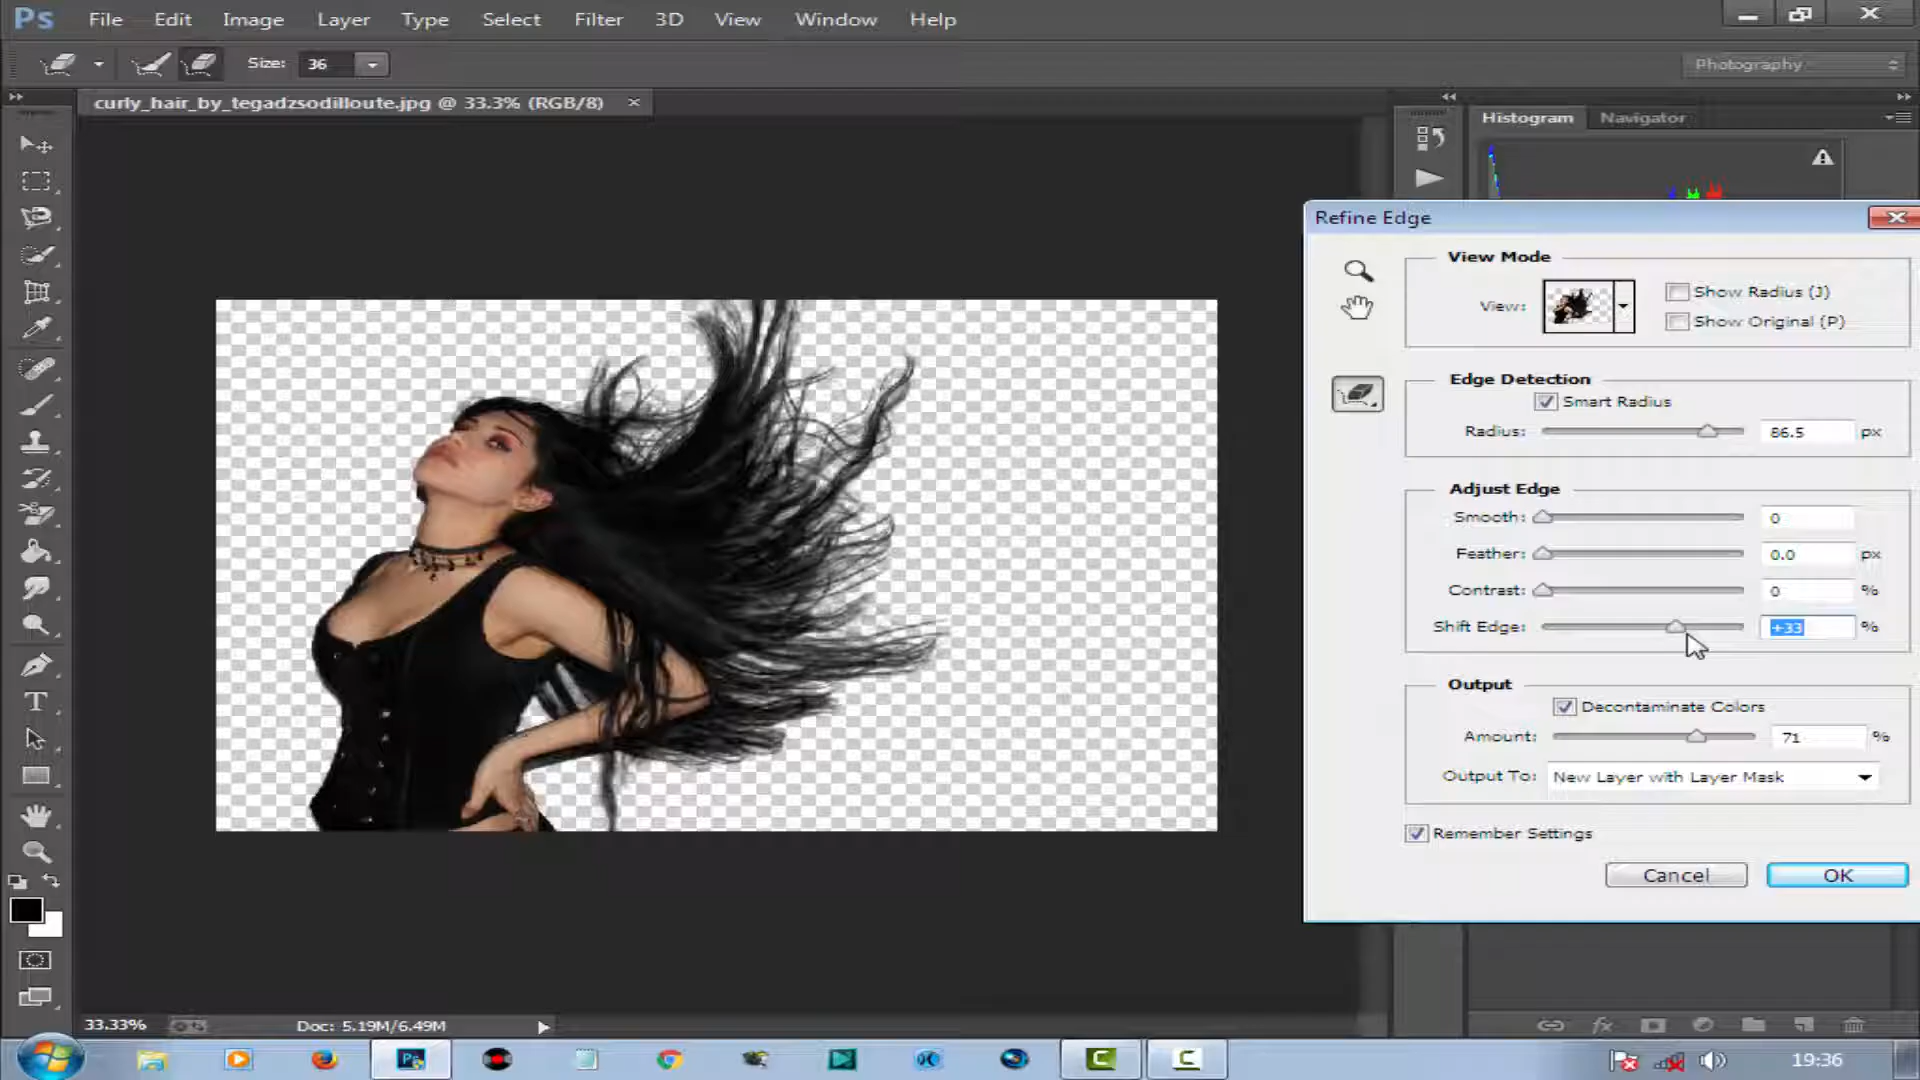 Ps File Edit Image Layer Type Select Filter 3D View Window Help
Size: 36 Photography
curly_hair_by_tegadzsodilloute.jpg @ 33.3% (RGB/8) ×
Histogram Navigator
Refine Edge
View Mode
View: Show Radius (J)
Show Original (P)
Edge Detection
Smart Radius
Radius: 86.5 px
Adjust Edge
Smooth: 0
Feather: 0.0 px
Contrast: 0 %
Shift Edge: +33 %
Output
Decontaminate Colors
Amount: 71 %
Output To: New Layer with Layer Mask
Remember Settings
Cancel OK
33.33% Doc: 5.19M/6.49M
19:36